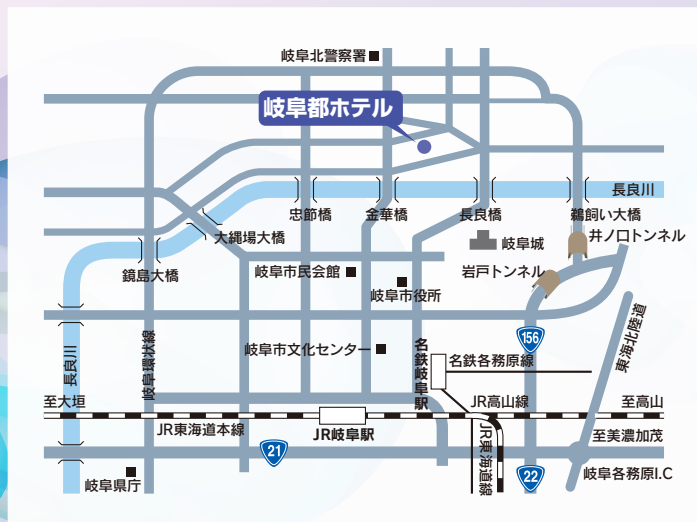 岐阜北警察署
岐阜都ホテル
長良川
忠節橋
金華橋
長良橋
鵜飼い大橋
大縄場大橋
岐阜城
井ノ口トンネル
鏡島大橋
岐阜市民会館
岩戸トンネル
岐阜市役所
156
東海北陸道
長良川
岐阜環状線
岐阜市文化センター
名鉄岐阜駅
名鉄各務原線
至大垣
JR高山線
至高山
JR東海道本線
JR岐阜駅
JR東海道線
至美濃加茂
21
22
岐阜各務原I.C
岐阜県庁